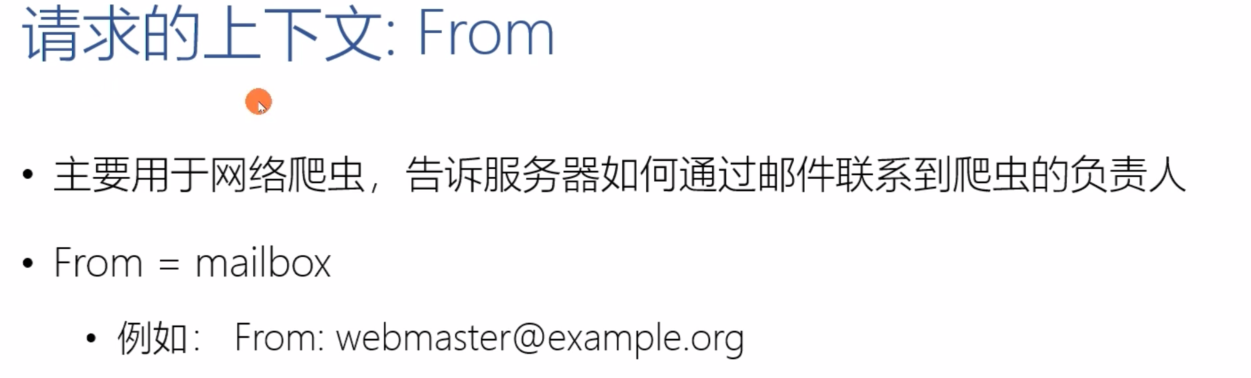 请求的上下文: From
• 主要用于网络爬虫，告诉服务器如何通过邮件联系到爬虫的负责人
• From = mailbox
• 例如： From: webmaster@example.org